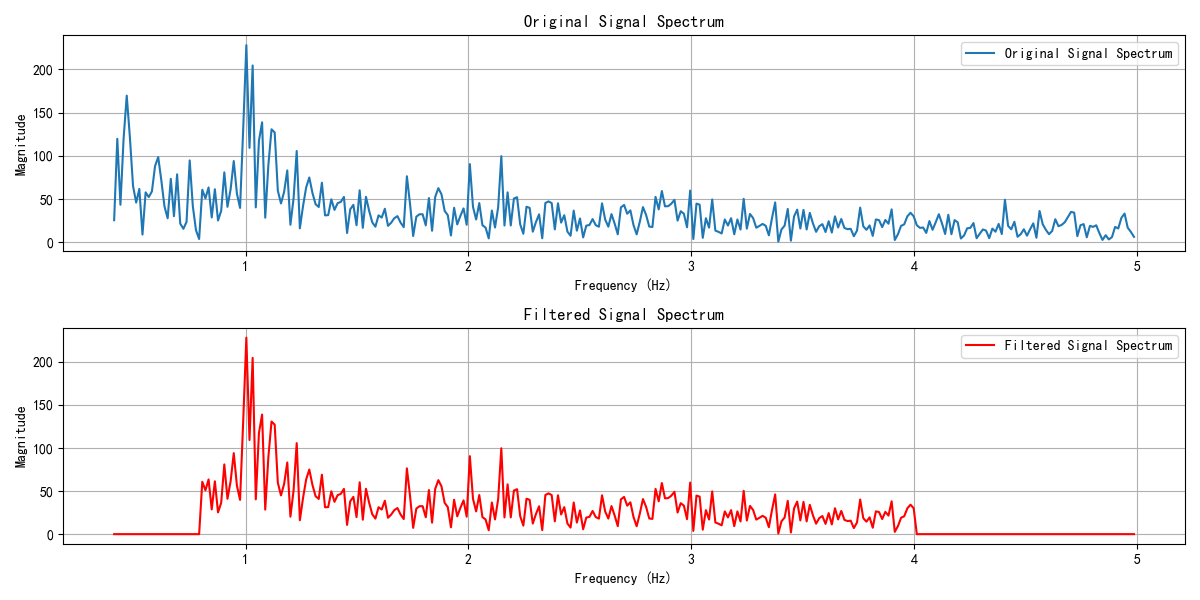 Original Signal Spectrum
Original Signal Spectrum
Magnitude
200
150
100
50
0
1
2
3
4
5
Frequency (Hz)
Filtered Signal Spectrum
Filtered Signal Spectrum
Magnitude
200
150
100
50
0
1
2
3
4
5
Frequency (Hz)